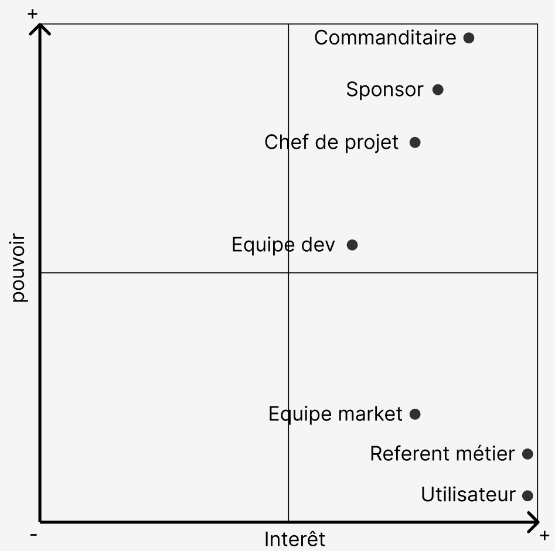 +
Commanditaire
Sponsor
Chef de projet
Equipe dev
pouvoir
Equipe market
Referent métier
Utilisateur
-
Interêt
+